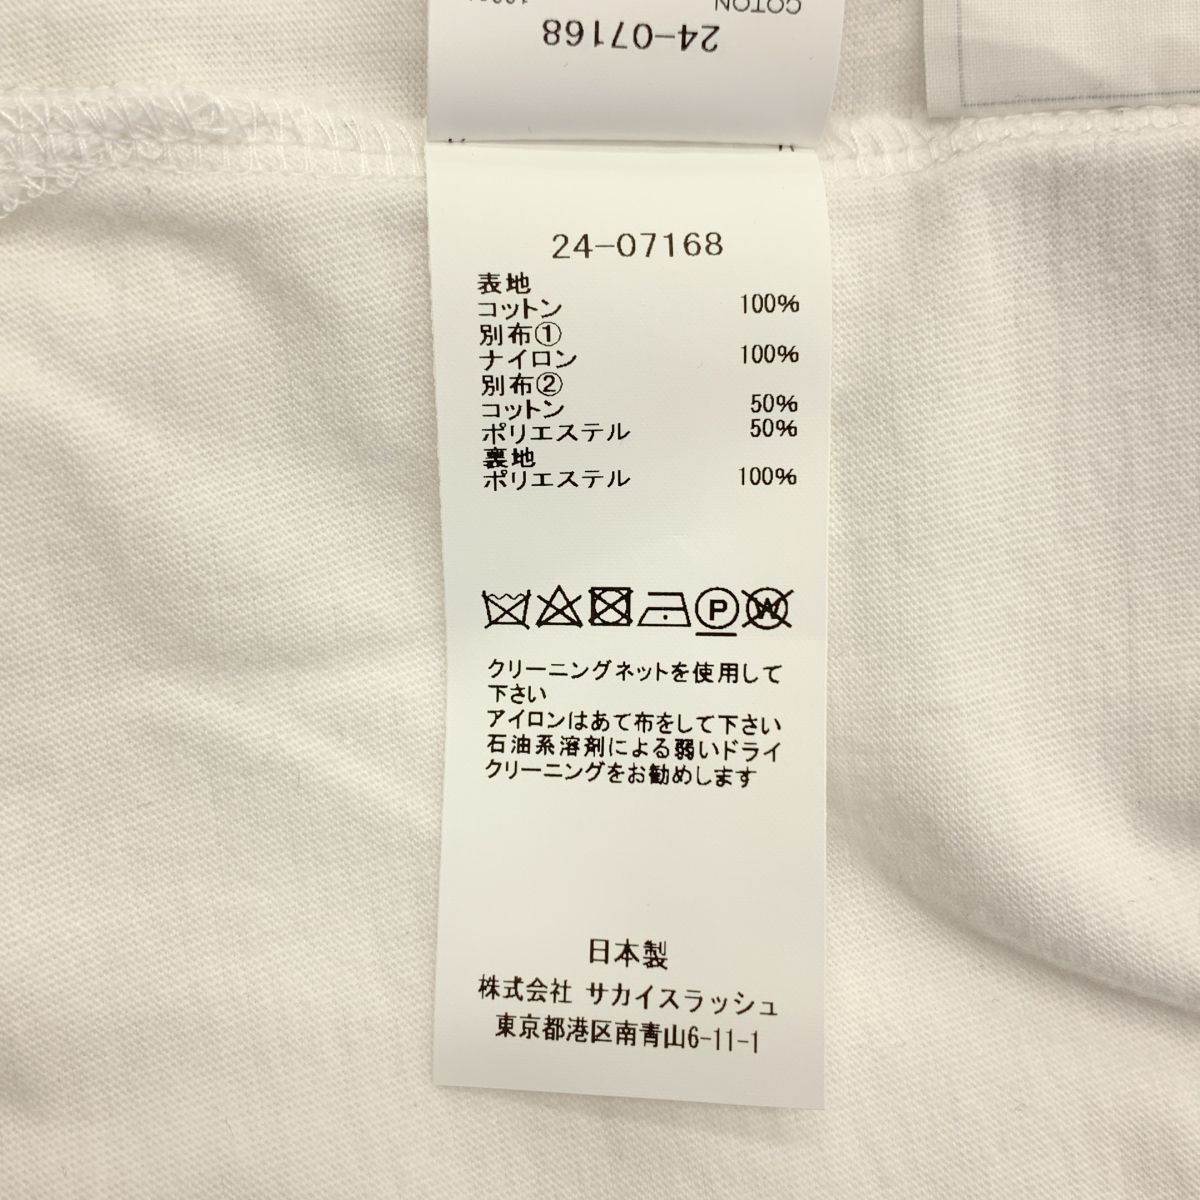 COTON
24-07168
24-07168
表地
コットン 100%
別布①
ナイロン 100%
別布②
コットン 50%
ポリエステル 50%
裏地
ポリエステル 100%
P W
クリーニングネットを使用して
下さい
アイロンはあて布をして下さい
石油系溶剤による弱いドライ
クリーニングをお勧めします
日本製
株式会社 サカイスラッシュ
東京都港区南青山6-11-1